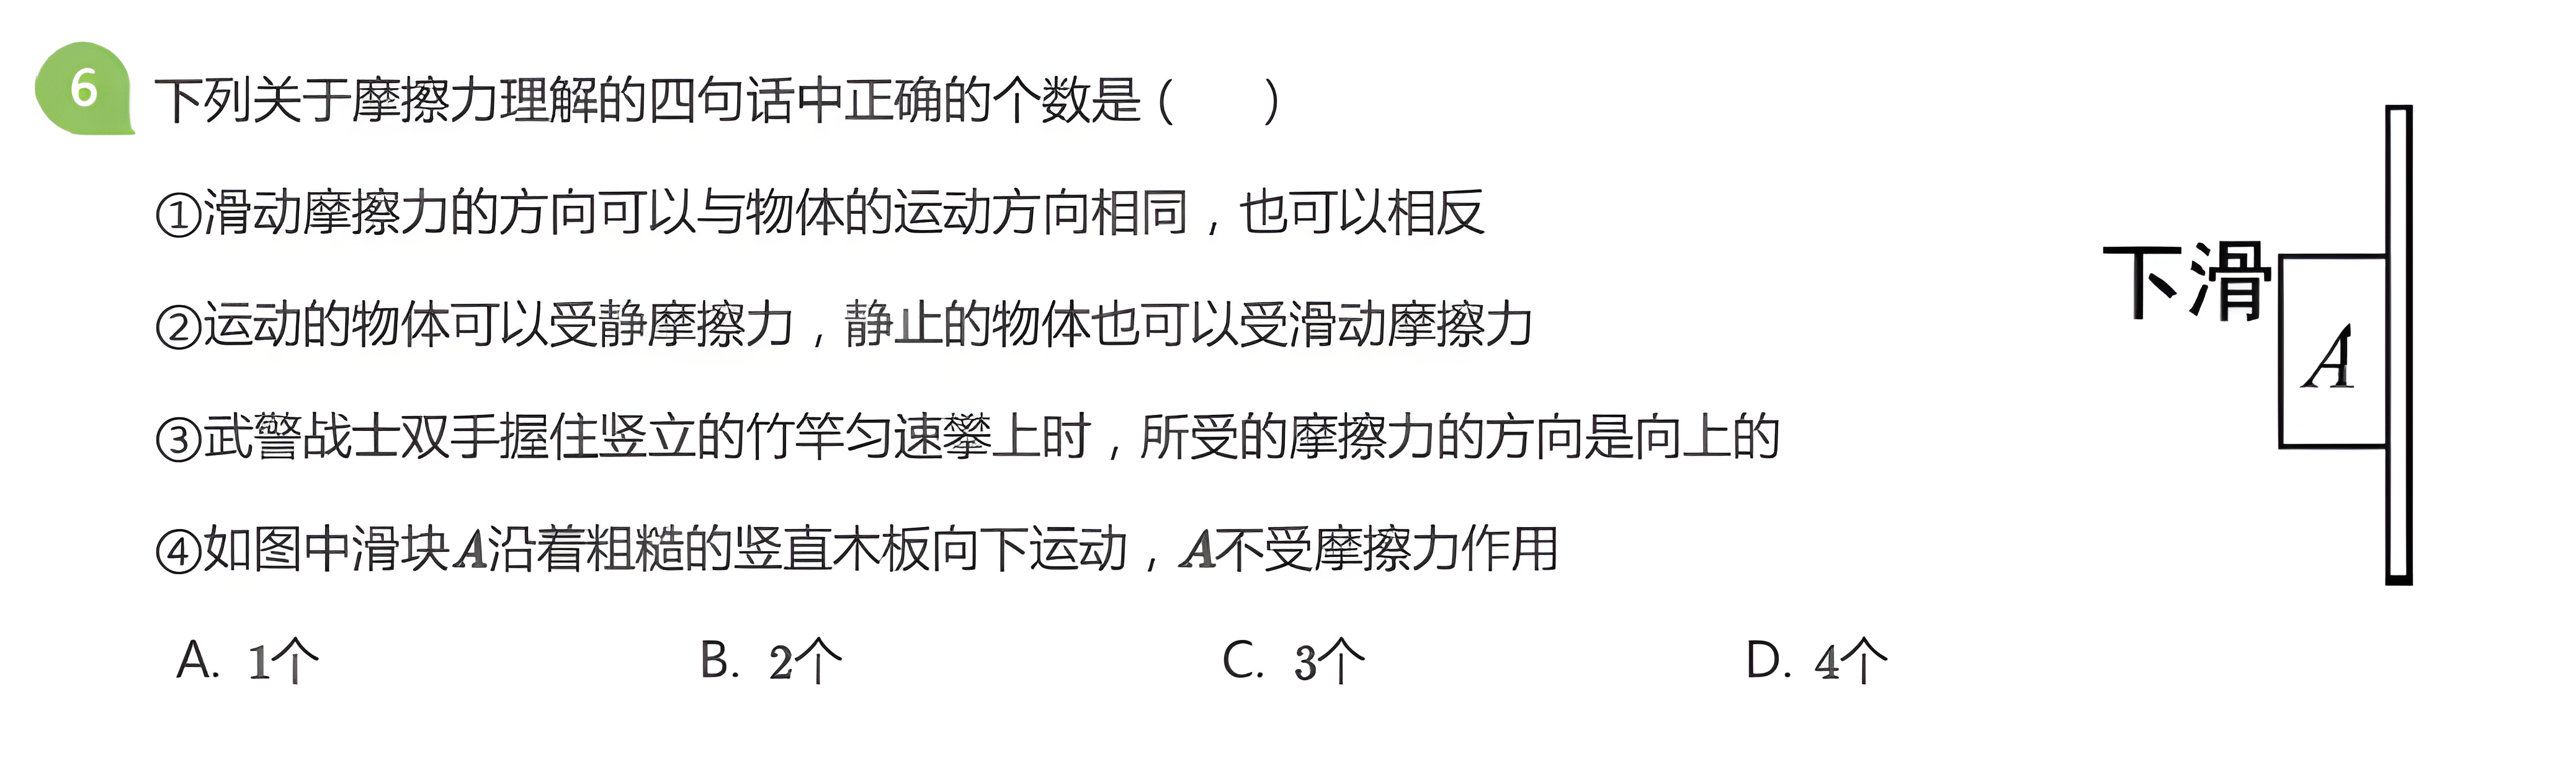 6 下列关于摩擦力理解的四句话中正确的个数是(　　)
①滑动摩擦力的方向可以与物体的运动方向相同，也可以相反
②运动的物体可以受静摩擦力，静止的物体也可以受滑动摩擦力
③武警战士双手握住竖立的竹竿匀速攀上时，所受的摩擦力的方向是向上的
④如图中滑块A沿着粗糙的竖直木板向下运动，A不受摩擦力作用
A. 1个 B. 2个 C. 3个 D. 4个
下滑
A